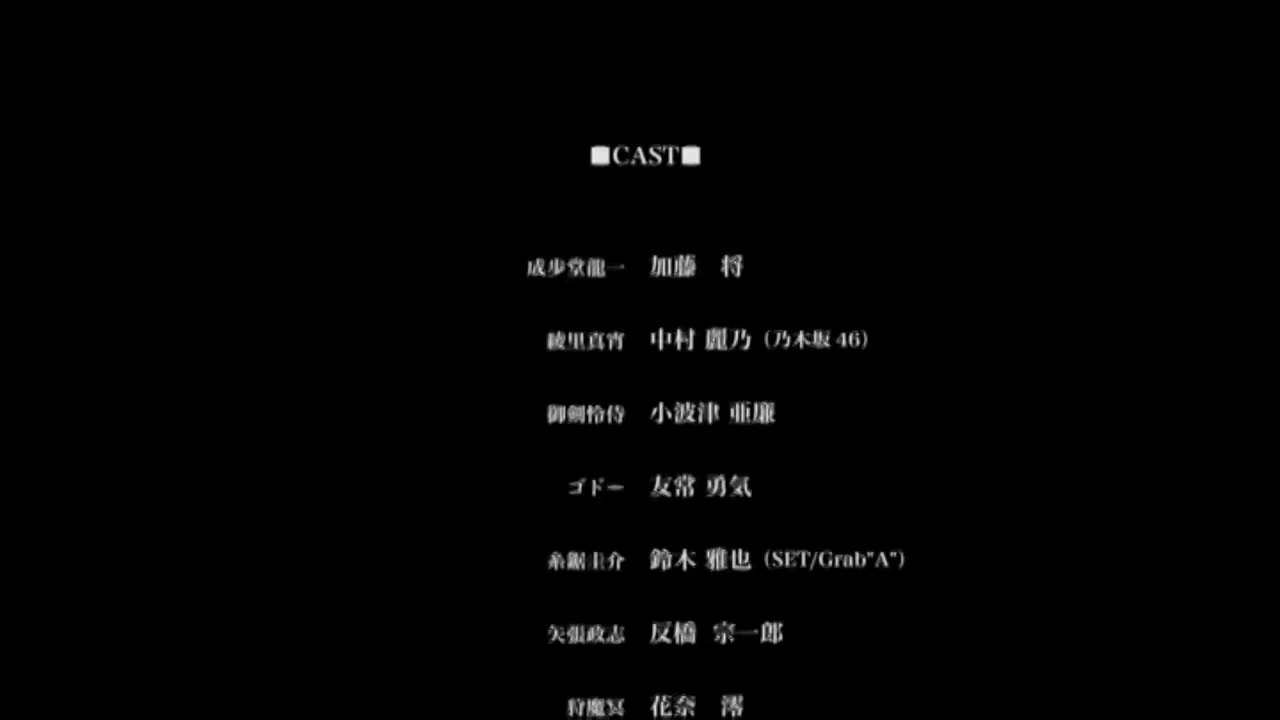 ■CAST■
成歩堂龍一 加藤　将
綾里真宵 中村 麗乃（乃木坂 46）
御剣怜侍 小波津 亜廉
ゴドー 友常 勇気
糸鋸圭介 鈴木 雅也（SET/Grab"A"）
矢張政志 反橋 宗一郎
狩魔冥 花奈　澪